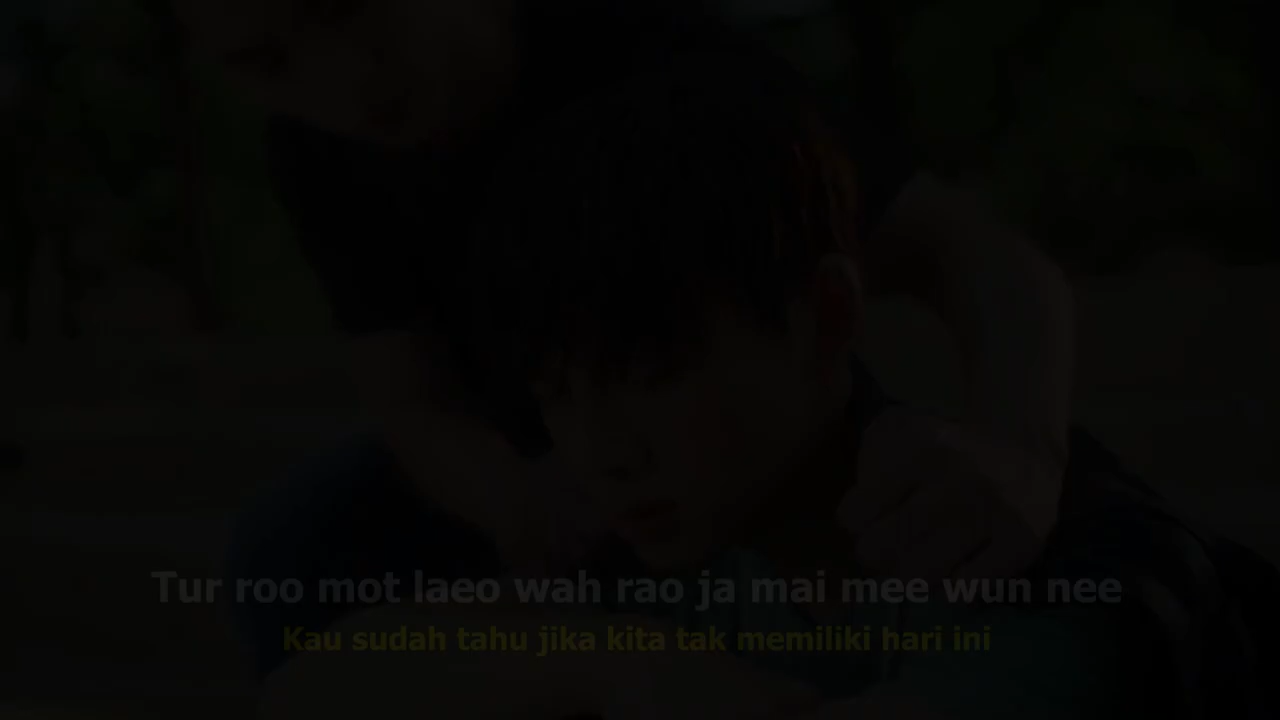 Tur roo mot laeo wah rao ja mai mee wun nee
Kau sudah tahu jika kita tak memiliki hari ini